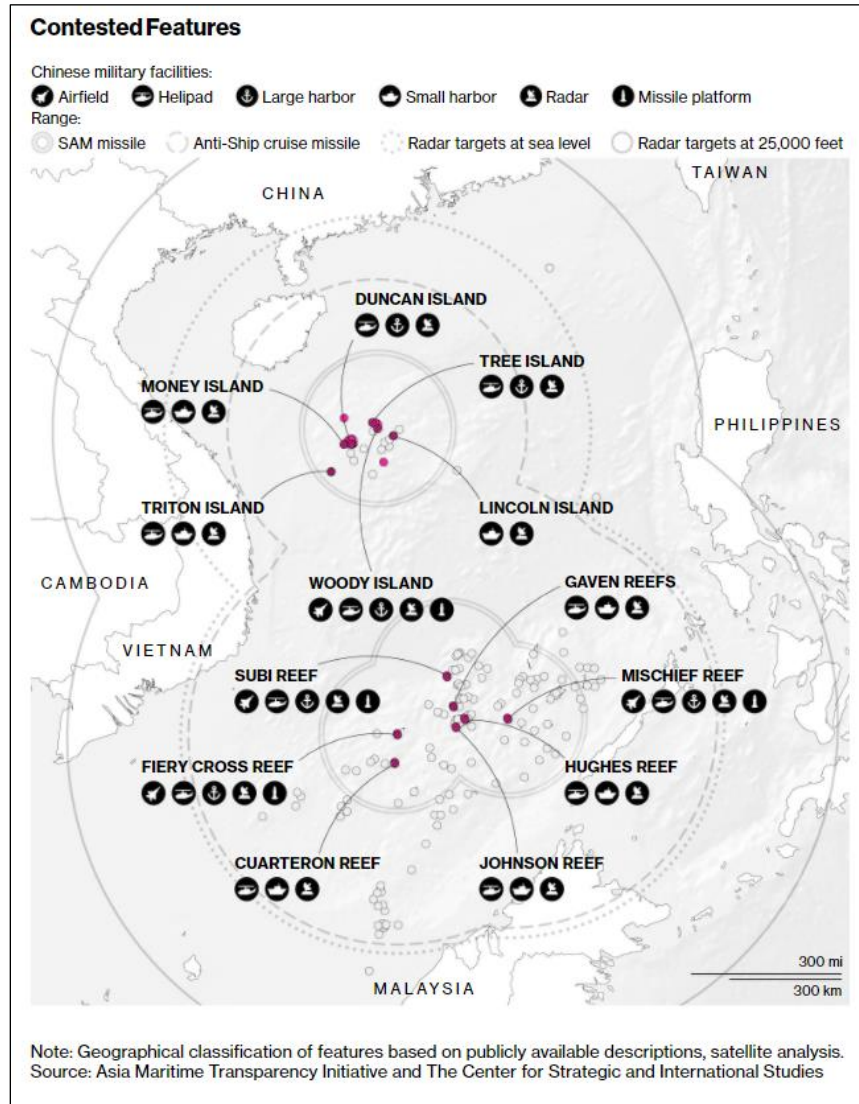 Contested Features
Chinese military facilities:
Airfield Helipad Large harbor Small harbor Radar Missile platform
Range:
SAM missile Anti-Ship cruise missile Radar targets at sea level Radar targets at 25,000 feet
TAIWAN
CHINA
DUNCAN ISLAND
TREE ISLAND
MONEY ISLAND
PHILIPPINES
TRITON ISLAND
LINCOLN ISLAND
CAMBODIA
WOODY ISLAND
GAVEN REEFS
VIETNAM
SUBI REEF
MISCHIEF REEF
FIERY CROSS REEF
HUGHES REEF
CUARTERON REEF
JOHNSON REEF
300 mi
300 km
MALAYSIA
Note: Geographical classification of features based on publicly available descriptions, satellite analysis.
Source: Asia Maritime Transparency Initiative and The Center for Strategic and International Studies